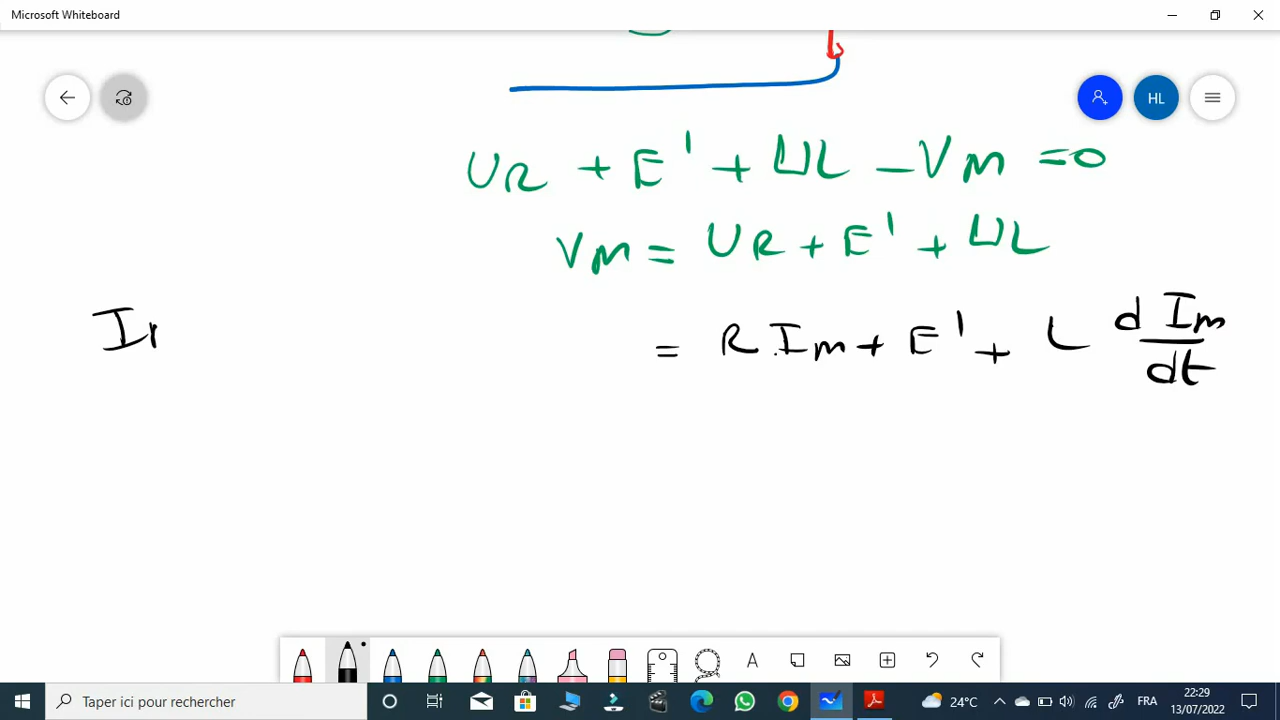 Microsoft Whiteboard
HL
UR + E' + UL - VM = 0
VM = UR + E' + UL
= R.Im + E' + L dIm/dt
I
Taper ici pour rechercher
24°C
FRA
22:29
13/07/2022